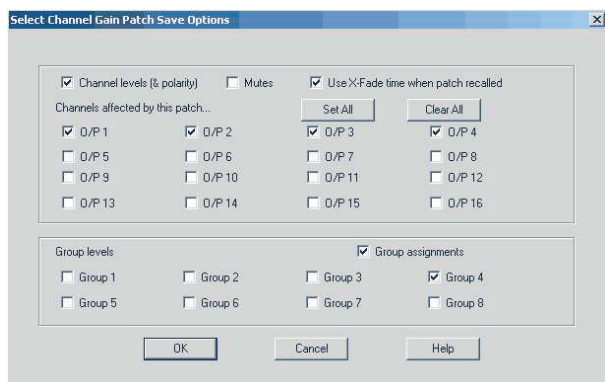 Select Channel Gain Patch Save Options
Channel levels (& polarity) Mutes Use X-Fade time when patch recalled
Channels affected by this patch... Set All Clear All
O/P 1 O/P 2 O/P 3 O/P 4
O/P 5 O/P 6 O/P 7 O/P 8
O/P 9 O/P 10 O/P 11 O/P 12
O/P 13 O/P 14 O/P 15 O/P 16
Group levels Group assignments
Group 1 Group 2 Group 3 Group 4
Group 5 Group 6 Group 7 Group 8
OK Cancel Help